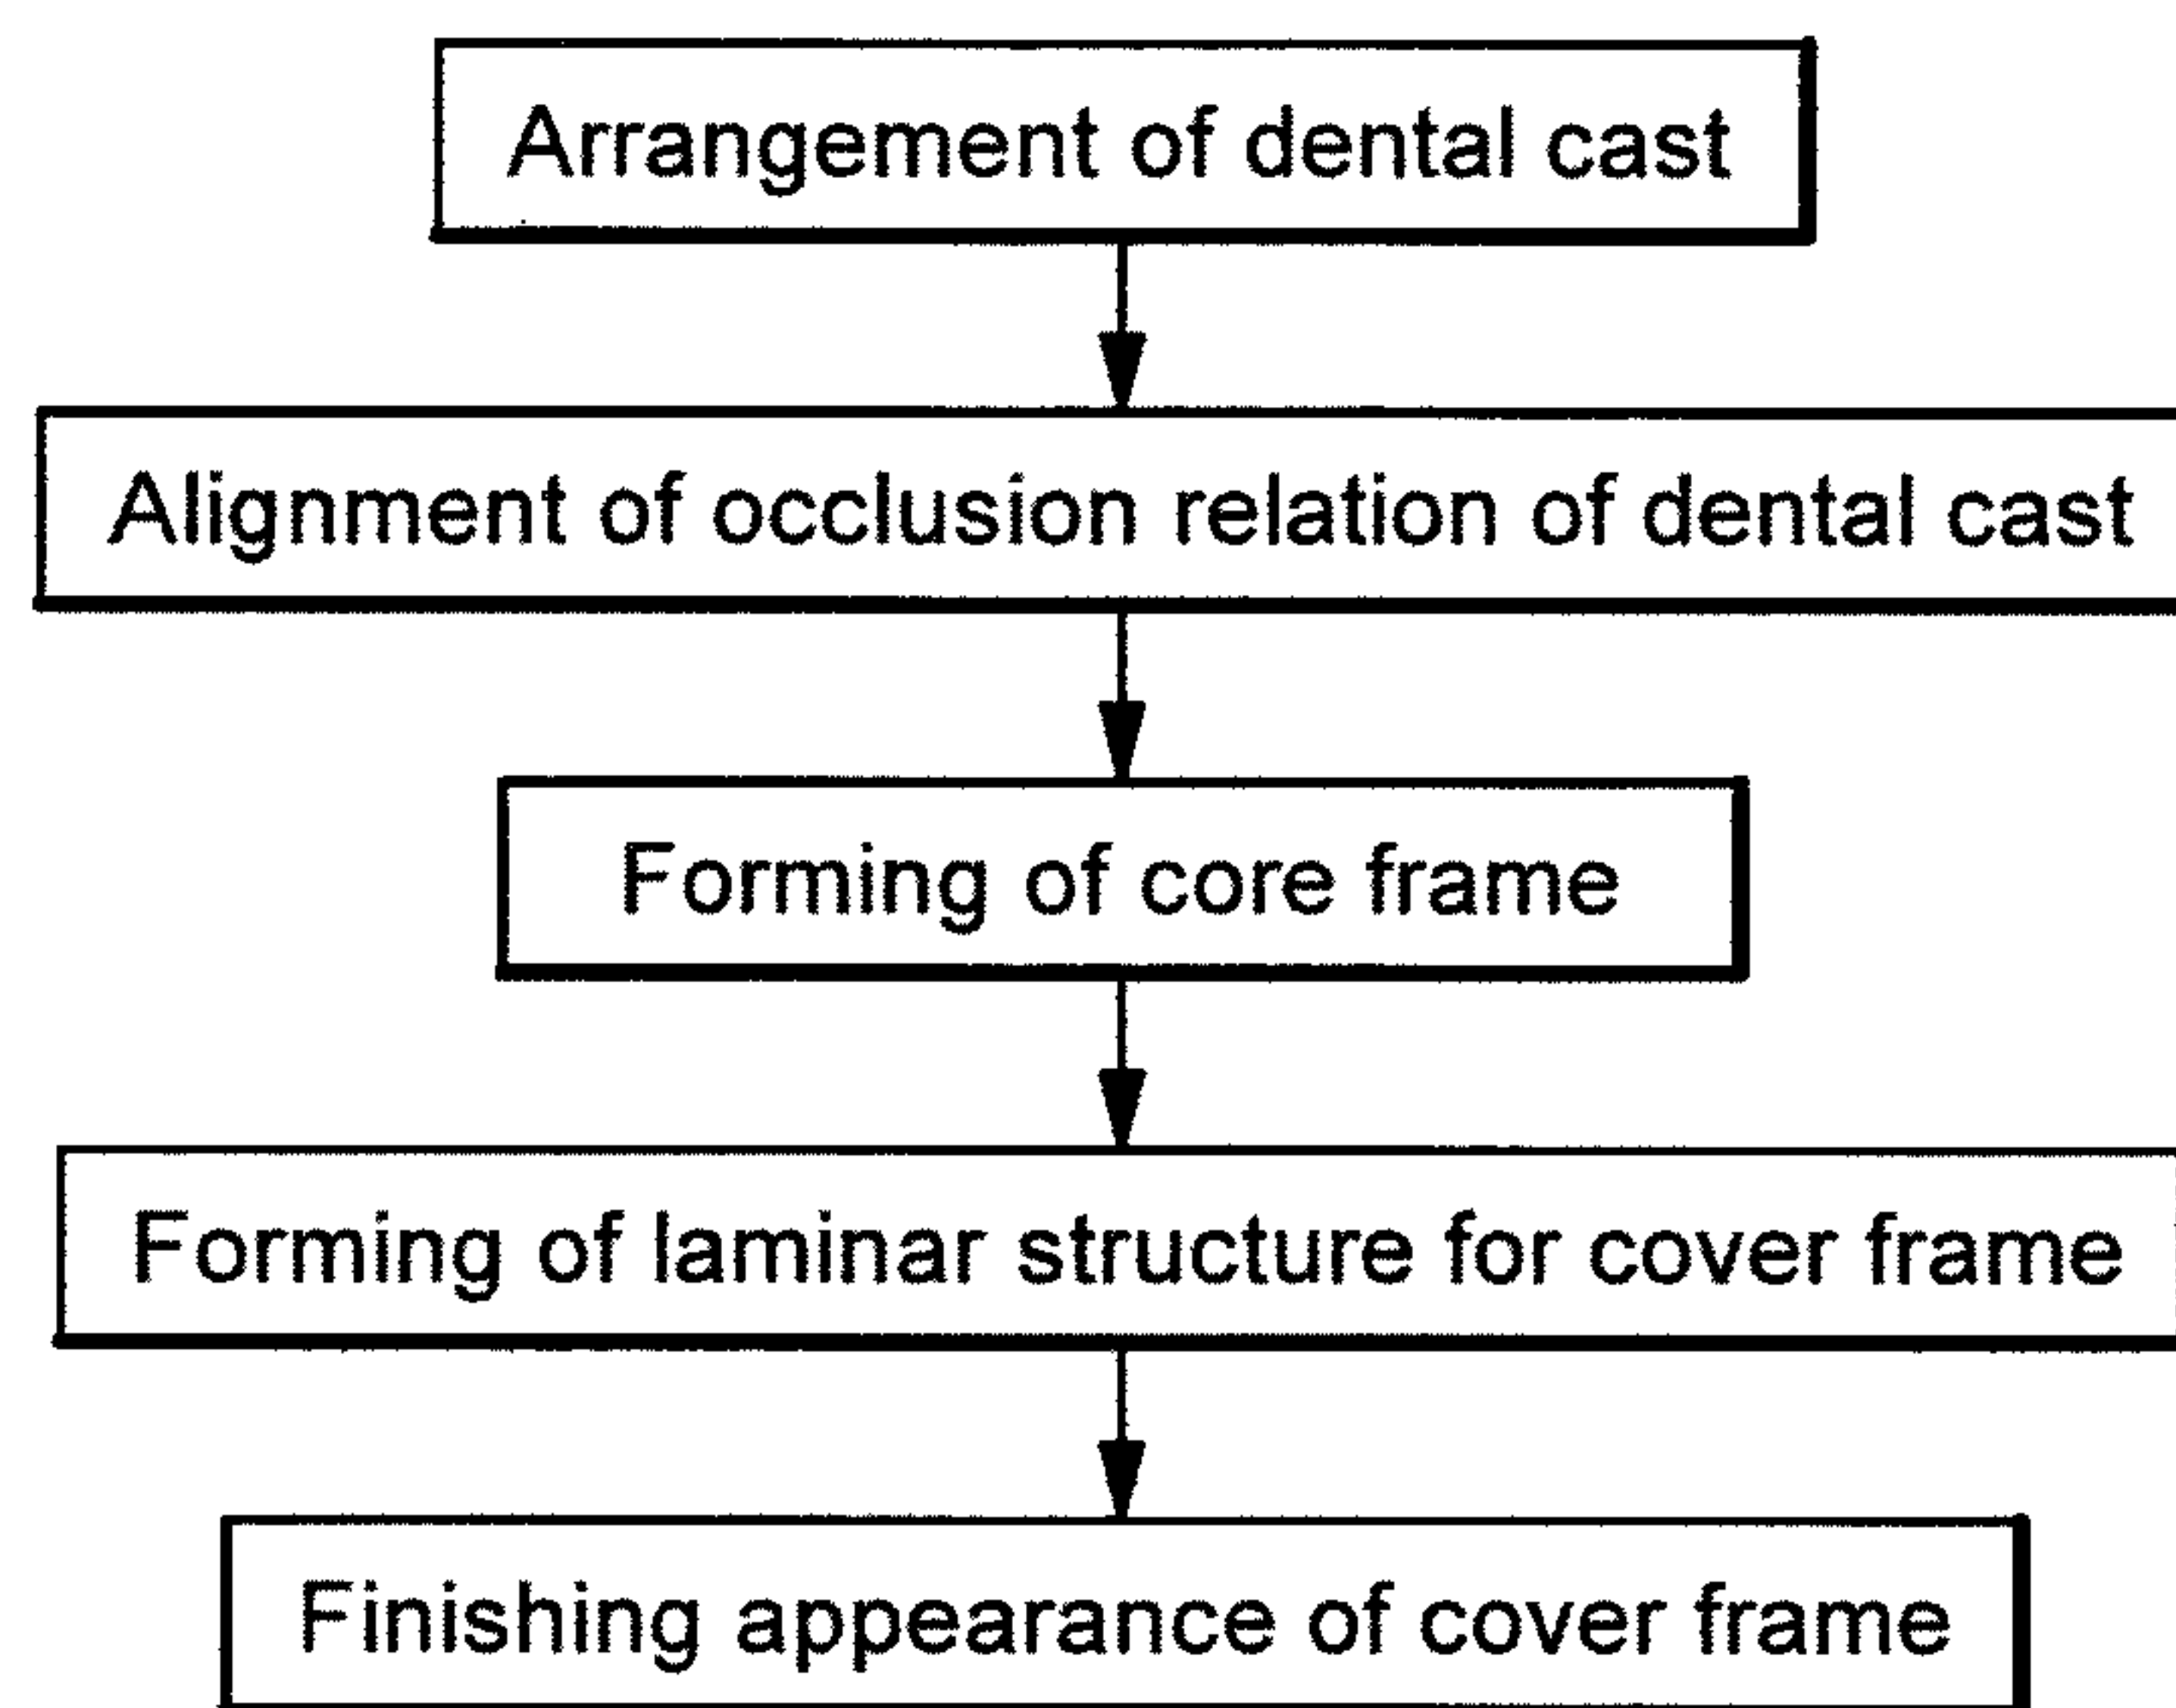 Arrangement of dental cast
Alignment of occlusion relation of dental cast
Forming of core frame
Forming of laminar structure for cover frame
Finishing appearance of cover frame